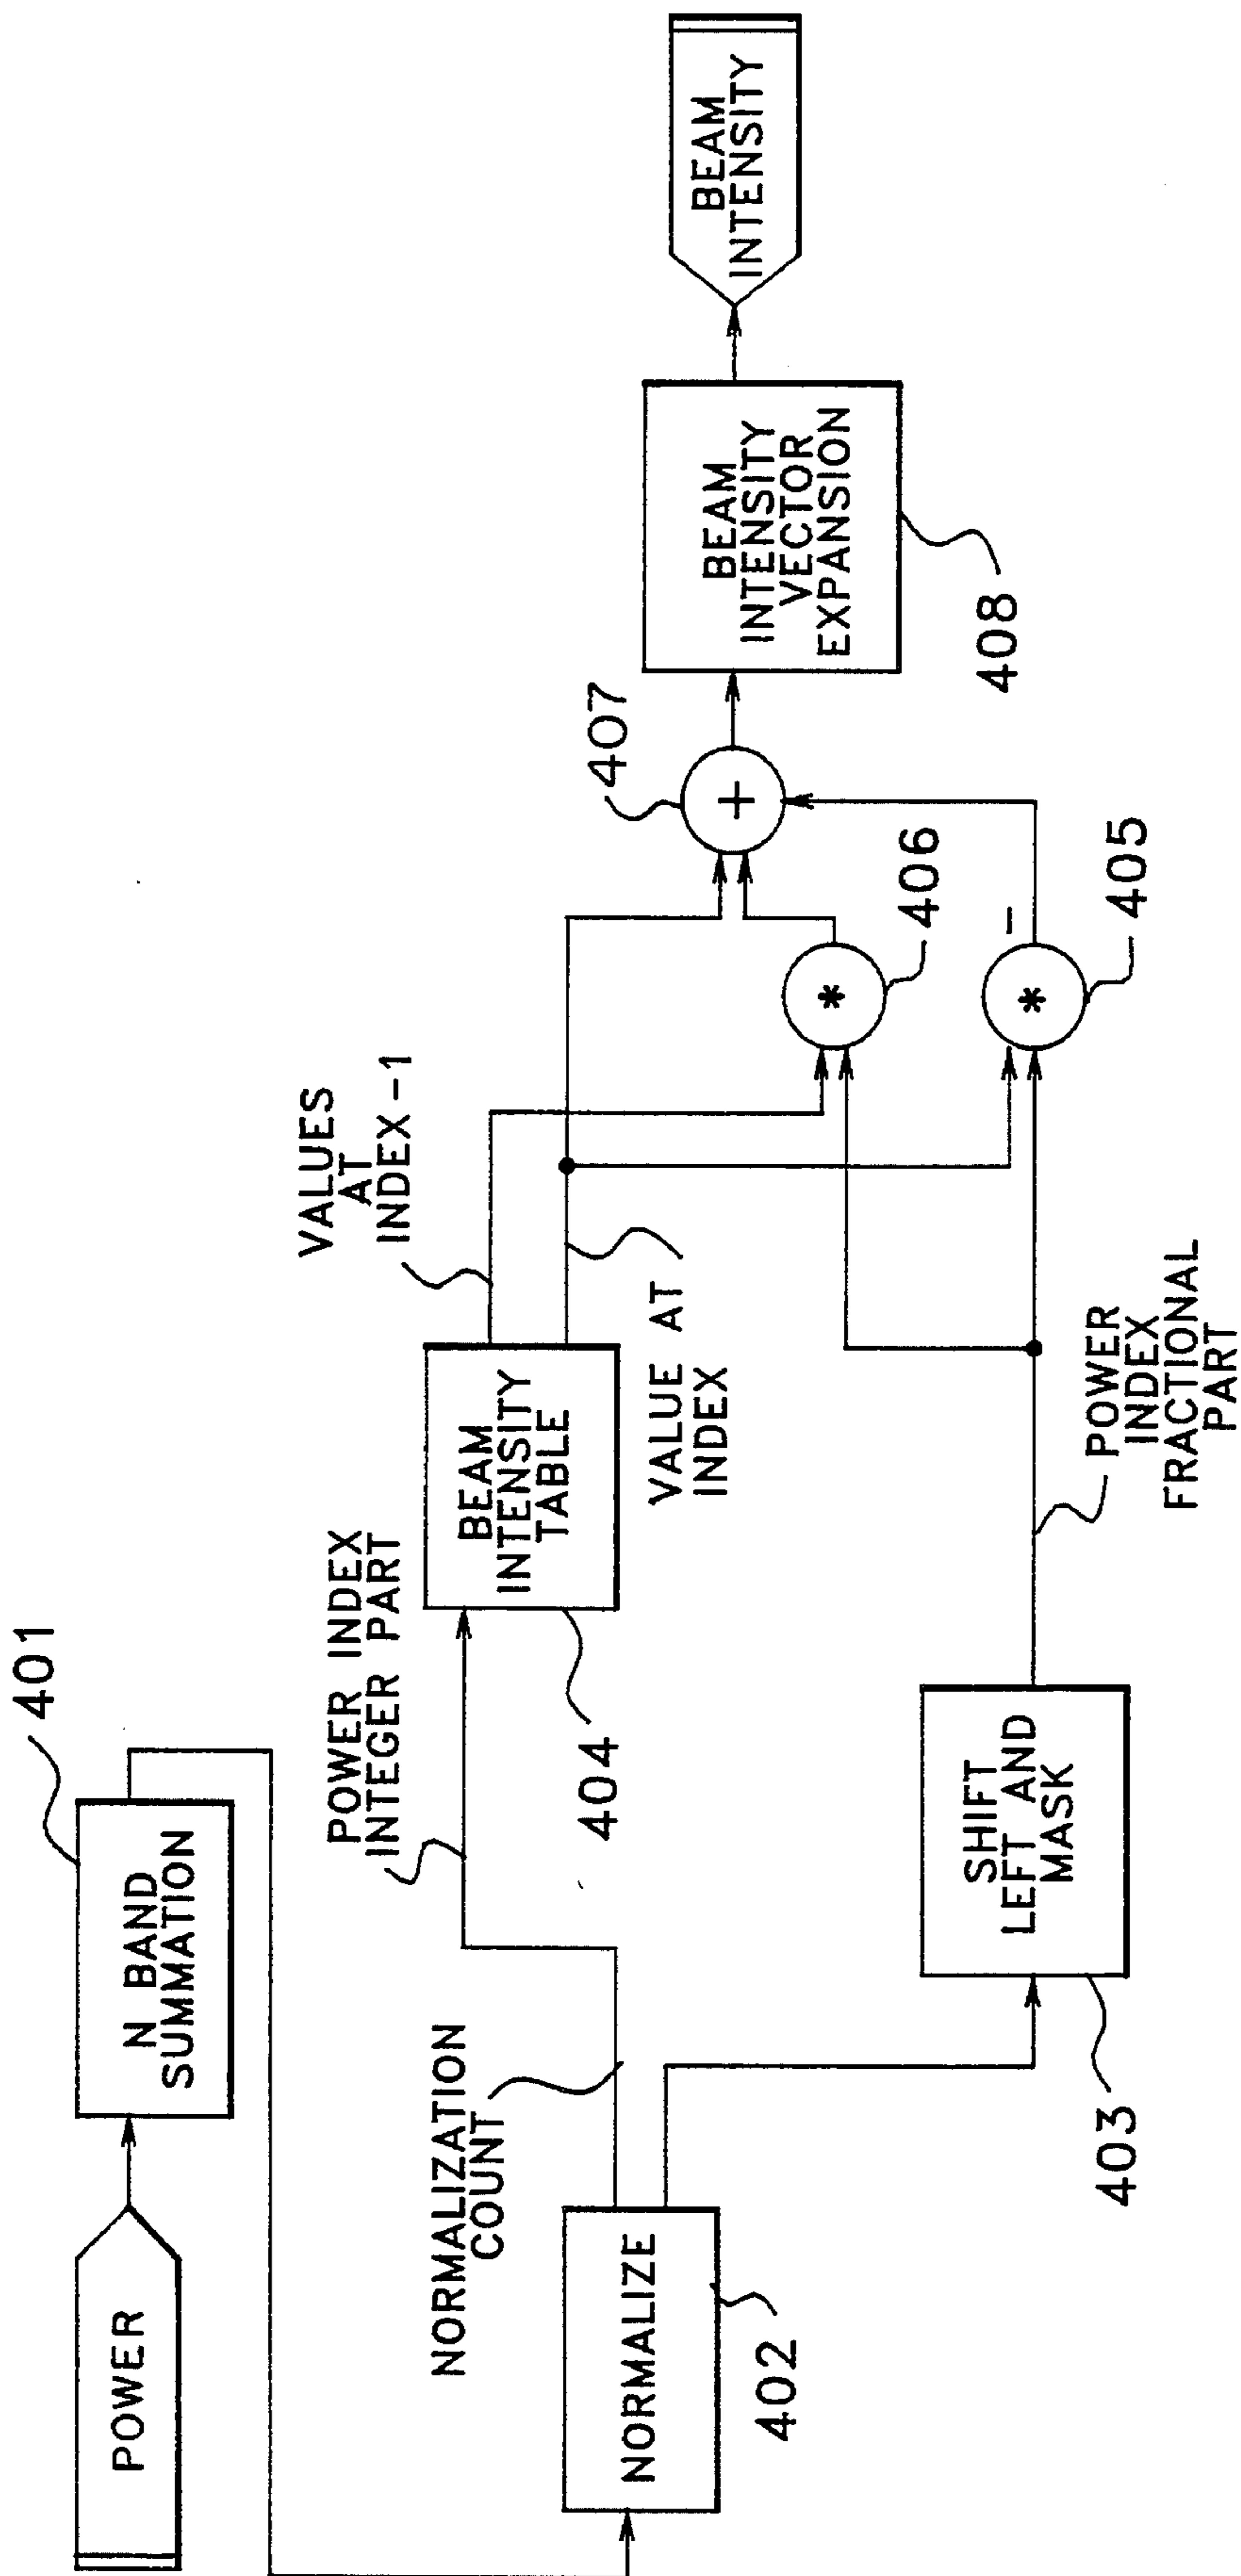 POWER
N BAND
SUMMATION
401
NORMALIZE
402
NORMALIZATION
COUNT
POWER INDEX
INTEGER PART
SHIFT
LEFT AND
MASK
403
BEAM
INTENSITY
TABLE
404
VALUES
AT
INDEX-1
VALUE AT
INDEX
POWER
INDEX
FRACTIONAL
PART
*
406
*
-
405
+
407
BEAM
INTENSITY
VECTOR
EXPANSION
408
BEAM
INTENSITY